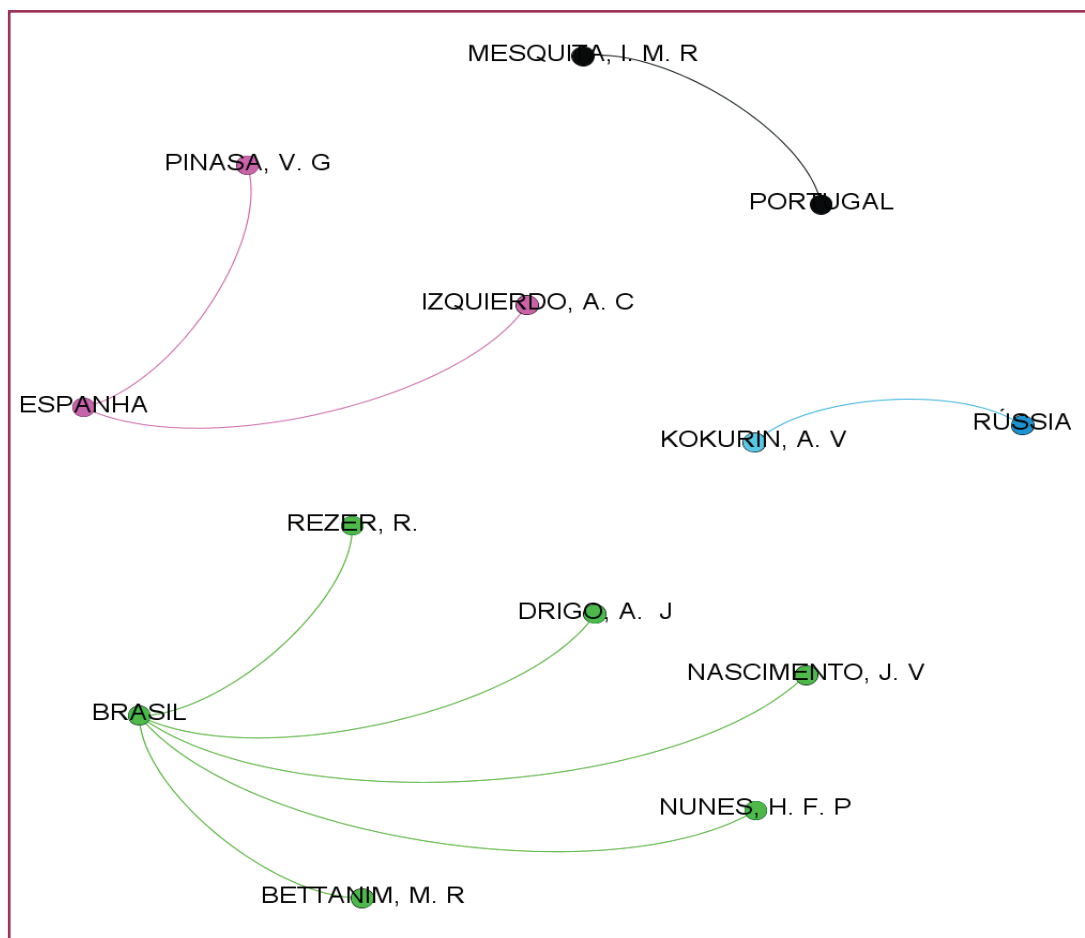 MESQUITA, I. M. R
PINASA, V. G
PORTUGAL
IZQUIERDO, A. C
ESPANHA
RÚSSIA
KOKURIN, A. V
REZER, R.
DRIGO, A. J
NASCIMENTO, J. V
BRASIL
NUNES, H. F. P
BETTANIM, M. R